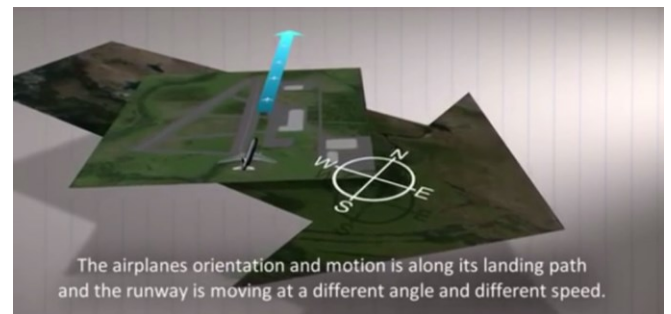 N
W
E
S
The airplanes orientation and motion is along its landing path
and the runway is moving at a different angle and different speed.